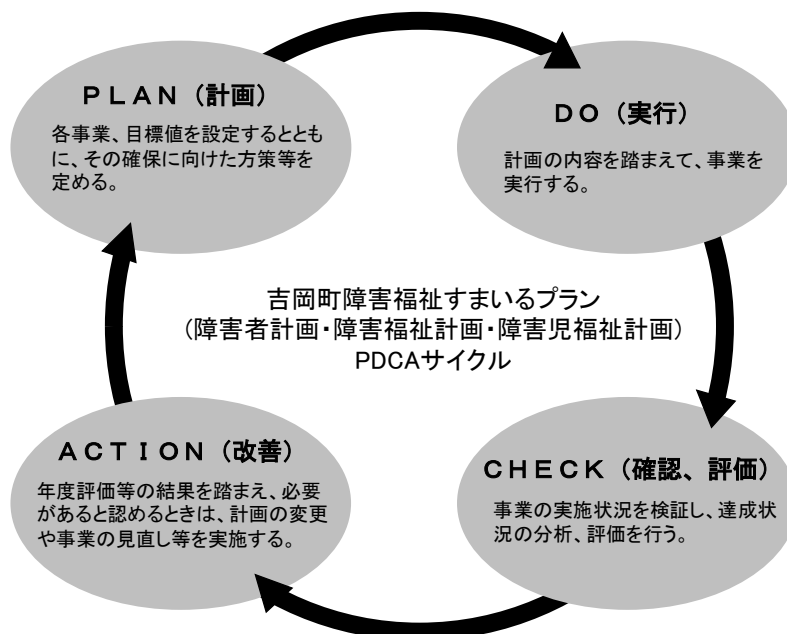 ＰＬＡＮ（計画）
各事業、目標値を設定するととも
に、その確保に向けた方策等を
定める。
ＤＯ（実行）
計画の内容を踏まえて、事業を
実行する。
吉岡町障害福祉すまいるプラン
（障害者計画・障害福祉計画・障害児福祉計画）
PDCAサイクル
ＡＣＴＩＯＮ（改善）
年度評価等の結果を踏まえ、必要
があると認めるときは、計画の変更
や事業の見直し等を実施する。
ＣＨＥＣＫ（確認、評価）
事業の実施状況を検証し、達成状
況の分析、評価を行う。